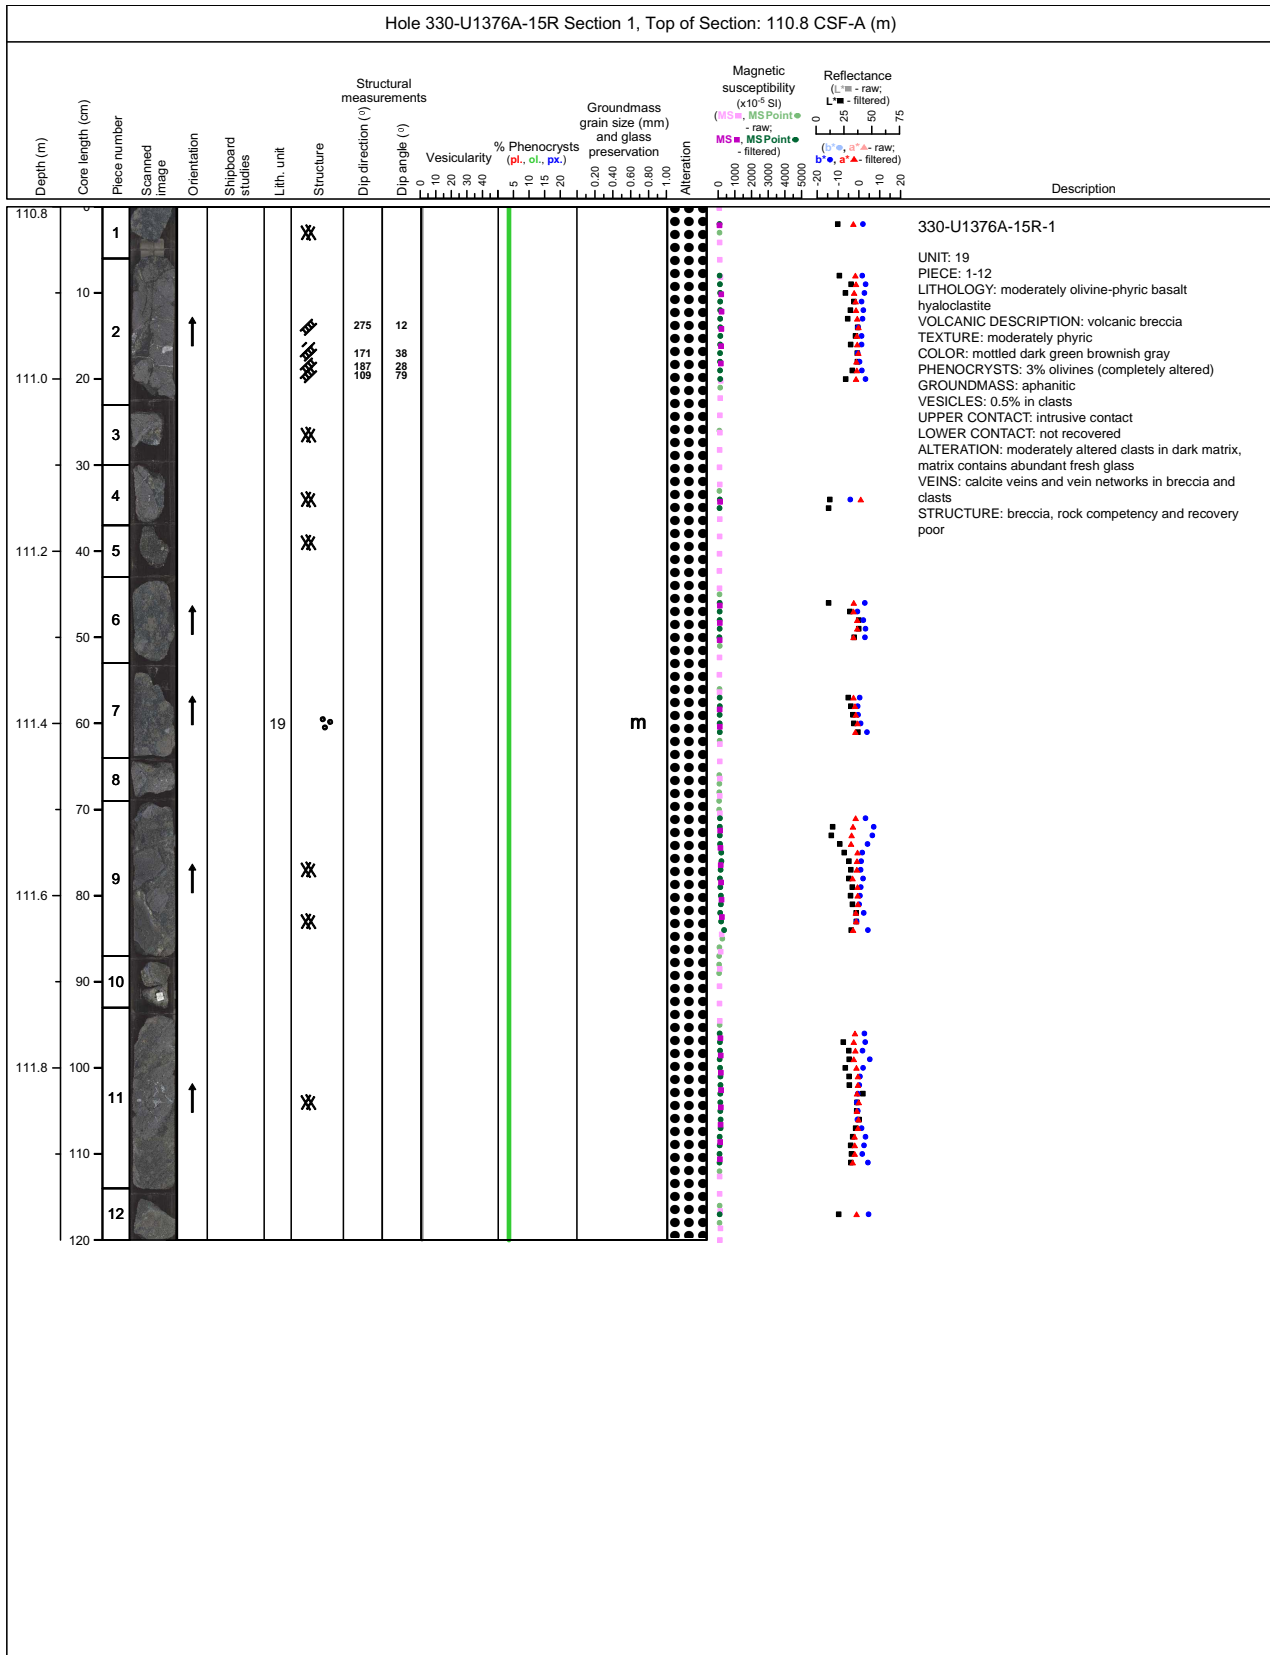 Hole 330-U1376A-15R Section 1, Top of Section: 110.8 CSF-A (m)
Depth (m)
Core length (cm)
Piece number
Scanned
image
Orientation
Shipboard
studies
Lith. unit
Structure
Structural
measurements
Dip direction (°)
Dip angle (°)
Vesicularity
0 10 20 30 40
% Phenocrysts
(pl., ol., px.)
5 10 15 20
Groundmass
grain size (mm)
and glass
preservation
0.20 0.40 0.60 0.80 1.00
Alteration
Magnetic
susceptibility
(x10-5 SI)
(MS■, MSPoint●
- raw;
MS■, MSPoint●
- filtered)
0 1000 2000 3000 4000 5000
Reflectance
(L*■ - raw;
L*■ - filtered)
0 25 50 75
(b*●, a*▲- raw;
b*●, a*▲- filtered)
-20 -10 0 10 20
Description
110.8
111.0
111.2
111.4
111.6
111.8
0
10
20
30
40
50
60
70
80
90
100
110
120
1
2
3
4
5
6
7
8
9
10
11
12
19
275 12
171 38
187 28
109 79
m
330-U1376A-15R-1
UNIT: 19
PIECE: 1-12
LITHOLOGY: moderately olivine-phyric basalt
hyaloclastite
VOLCANIC DESCRIPTION: volcanic breccia
TEXTURE: moderately phyric
COLOR: mottled dark green brownish gray
PHENOCRYSTS: 3% olivines (completely altered)
GROUNDMASS: aphanitic
VESICLES: 0.5% in clasts
UPPER CONTACT: intrusive contact
LOWER CONTACT: not recovered
ALTERATION: moderately altered clasts in dark matrix,
matrix contains abundant fresh glass
VEINS: calcite veins and vein networks in breccia and
clasts
STRUCTURE: breccia, rock competency and recovery
poor